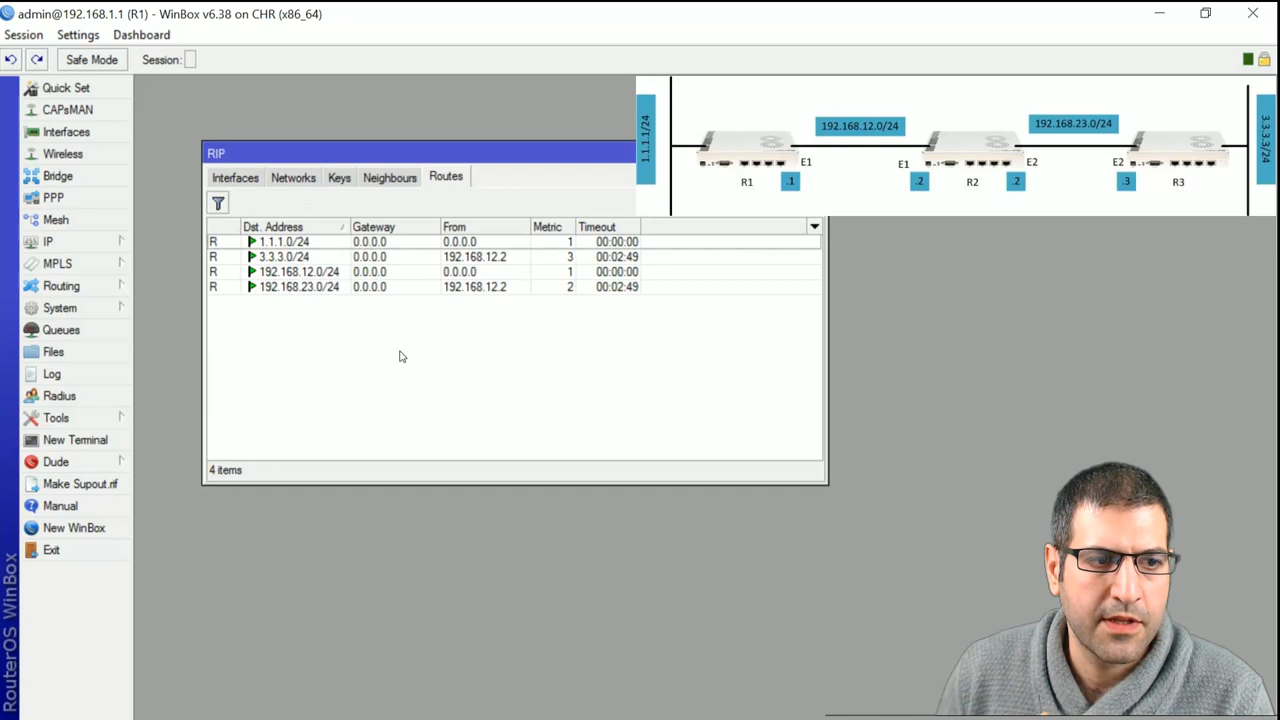 admin@192.168.1.1 (R1) - WinBox v6.38 on CHR (x86_64)
Session Settings Dashboard
Safe Mode Session:
Quick Set
CAPsMAN
Interfaces
Wireless
Bridge
PPP
Mesh
IP
MPLS
Routing
System
Queues
Files
Log
Radius
Tools
New Terminal
Dude
Make Supout.rif
Manual
New WinBox
Exit
RouterOS WinBox
RIP
Interfaces Networks Keys Neighbours Routes
Dst. Address Gateway From Metric Timeout
R 1.1.1.0/24 0.0.0.0 0.0.0.0 1 00:00:00
R 3.3.3.0/24 0.0.0.0 192.168.12.2 3 00:02:49
R 192.168.12.0/24 0.0.0.0 0.0.0.0 1 00:00:00
R 192.168.23.0/24 0.0.0.0 192.168.12.2 2 00:02:49
4 items
1.1.1.1/24
192.168.12.0/24
192.168.23.0/24
3.3.3.3/24
E1 E1 E2 E2
R1 .1 .2 R2 .2 .3 R3